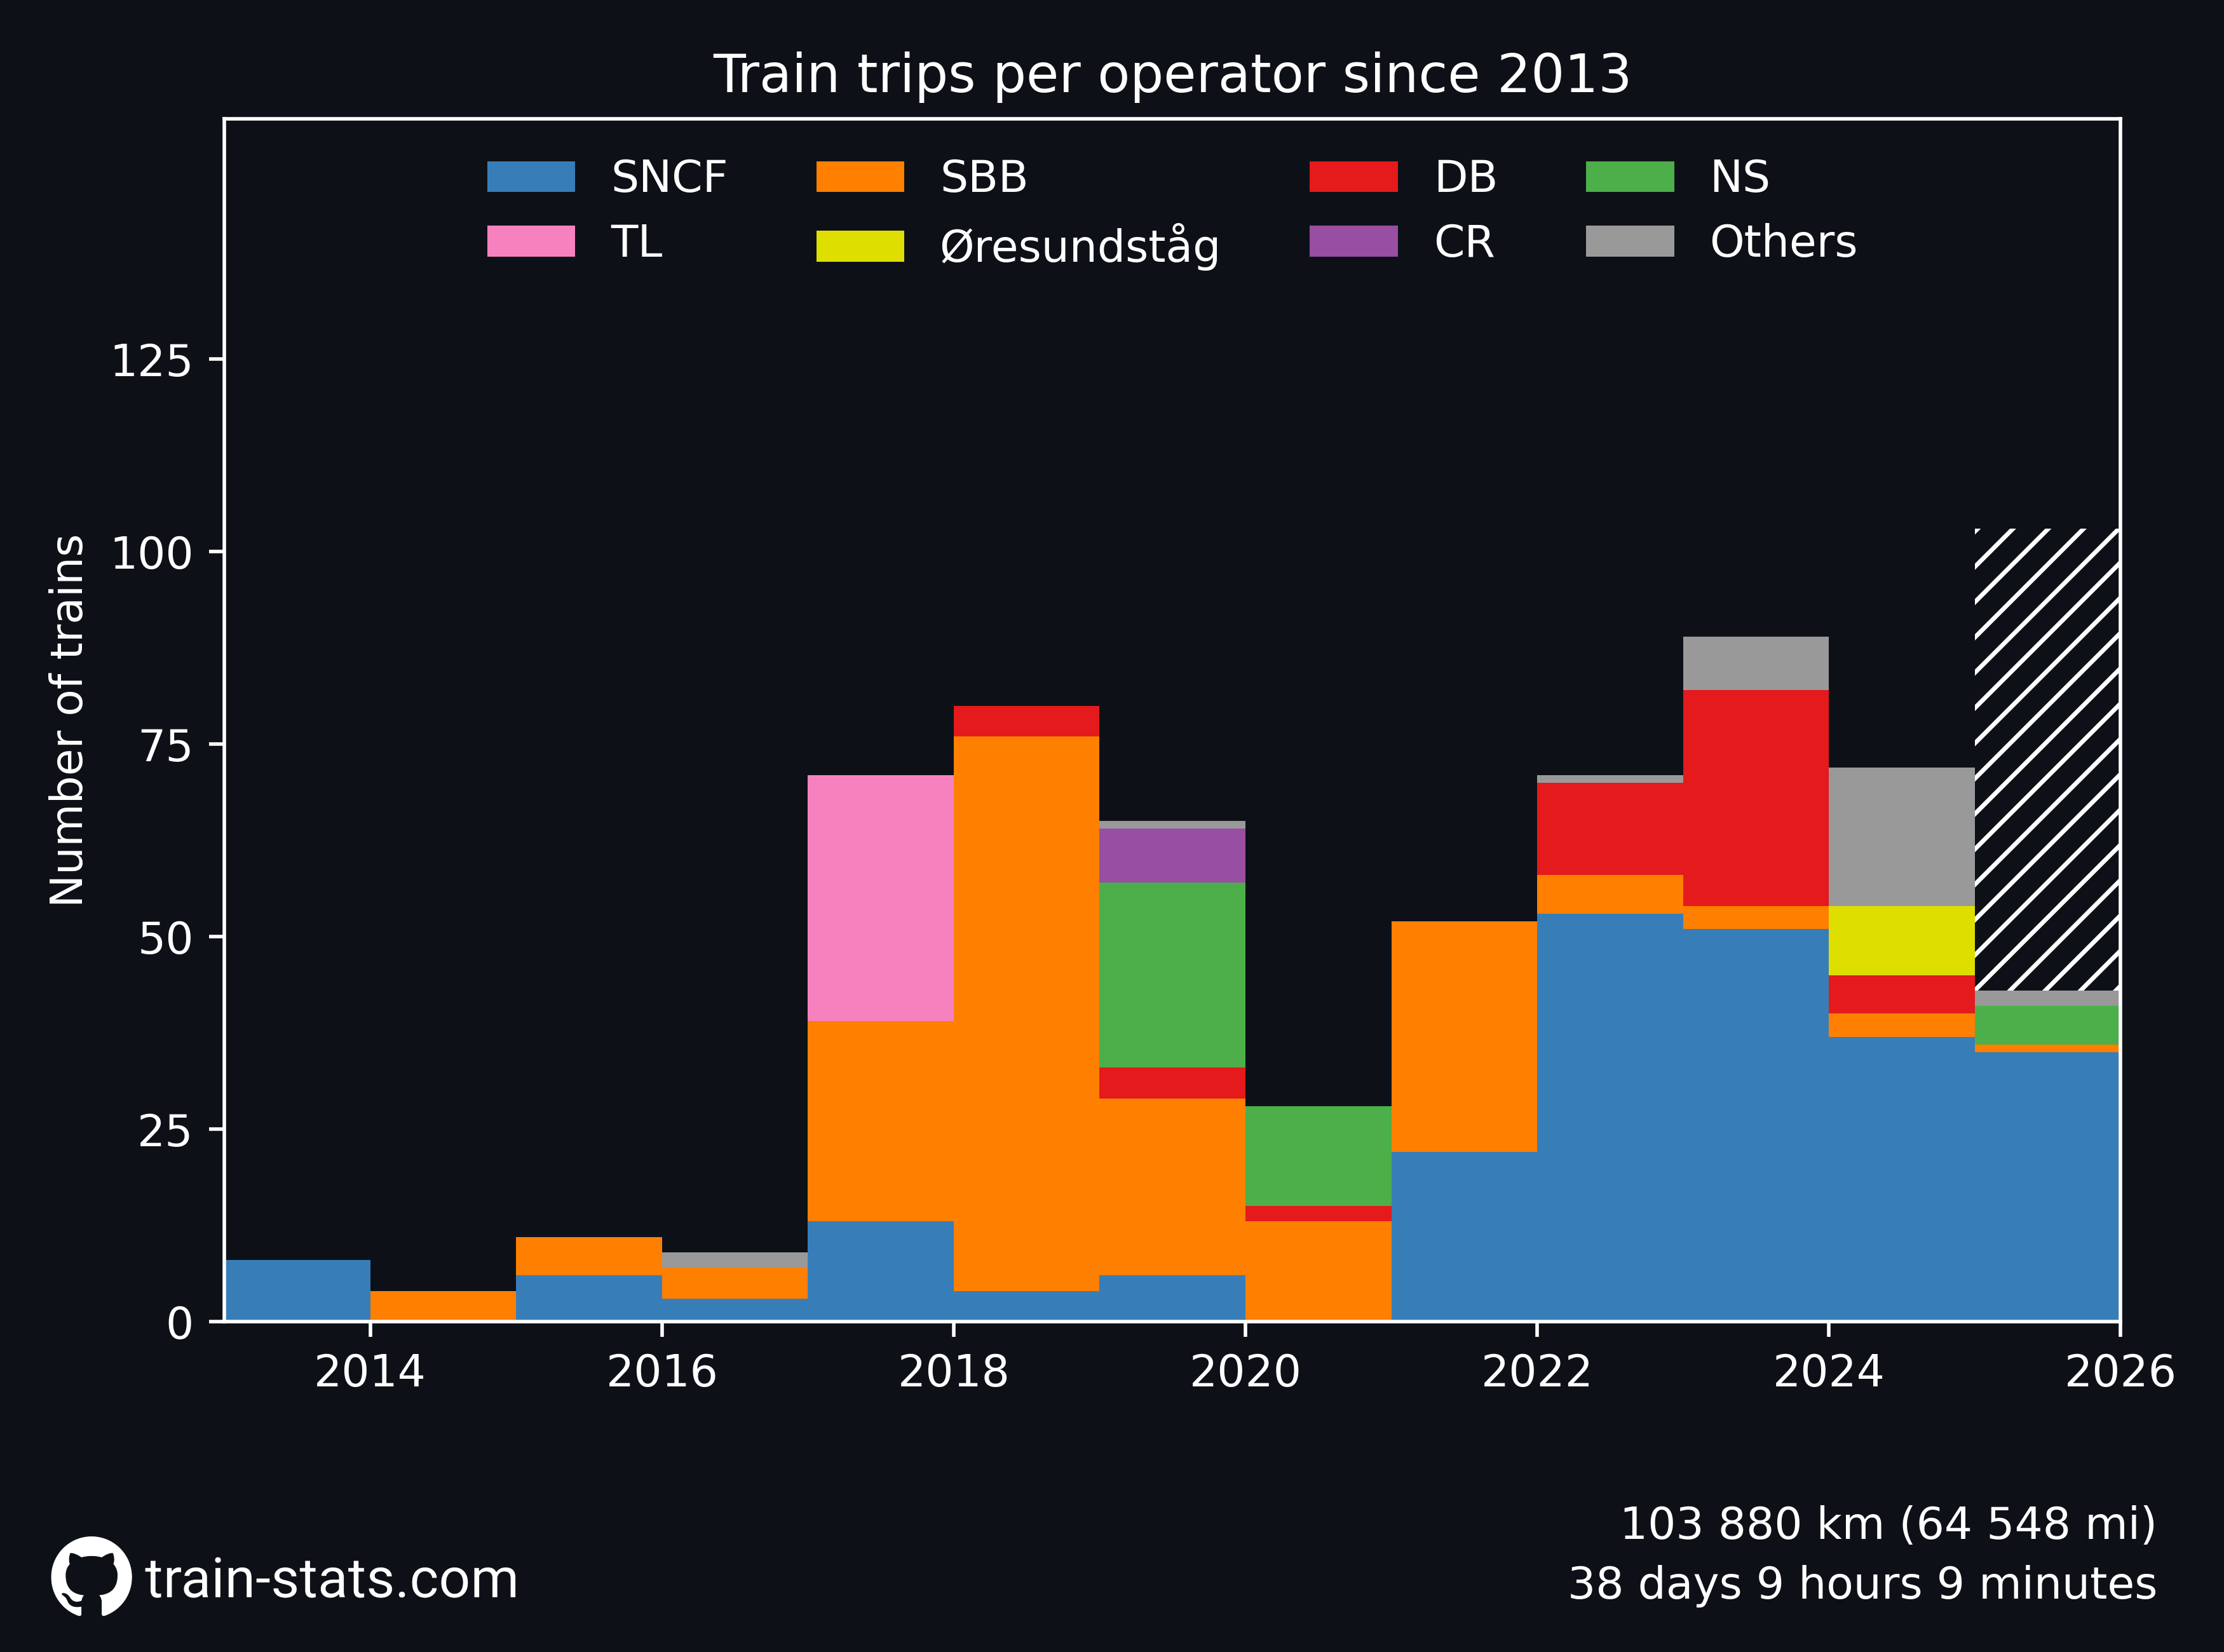 Train trips per operator since 2013
SNCF SBB DB NS
TL Øresundståg CR Others
Number of trains
125
100
75
50
25
0
2014 2016 2018 2020 2022 2024 2026
103 880 km (64 548 mi)
38 days 9 hours 9 minutes
train-stats.com